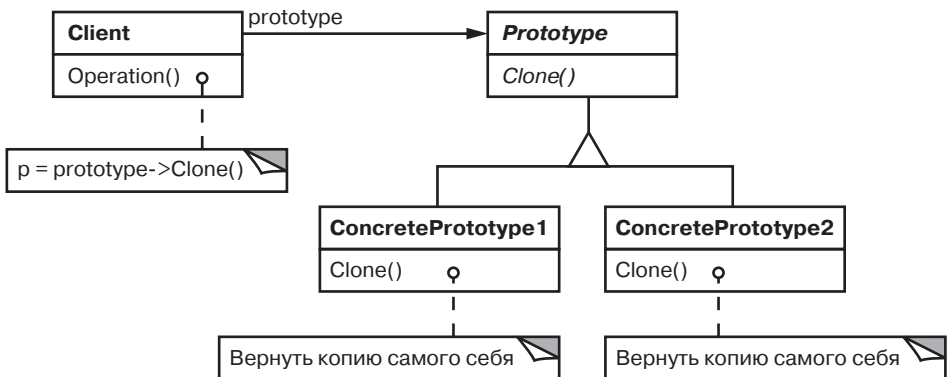 prototype
Client
Prototype
Operation()
Clone()
p = prototype->Clone()
ConcretePrototype1
ConcretePrototype2
Clone()
Clone()
Вернуть копию самого себя
Вернуть копию самого себя